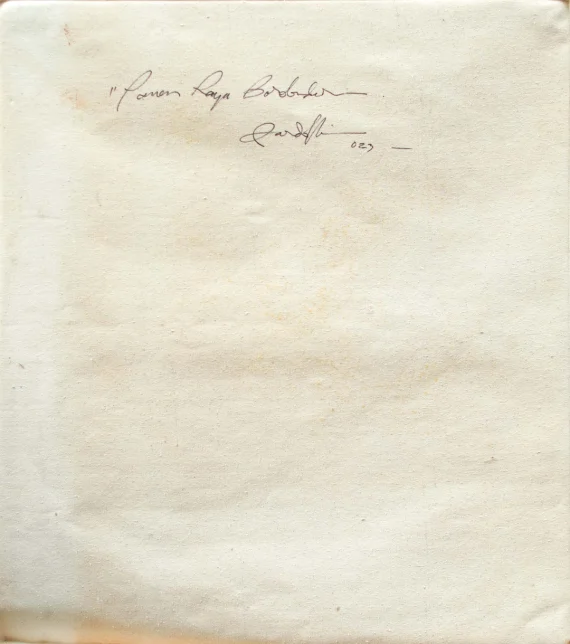 "Panen Raya Borobudur
023 —